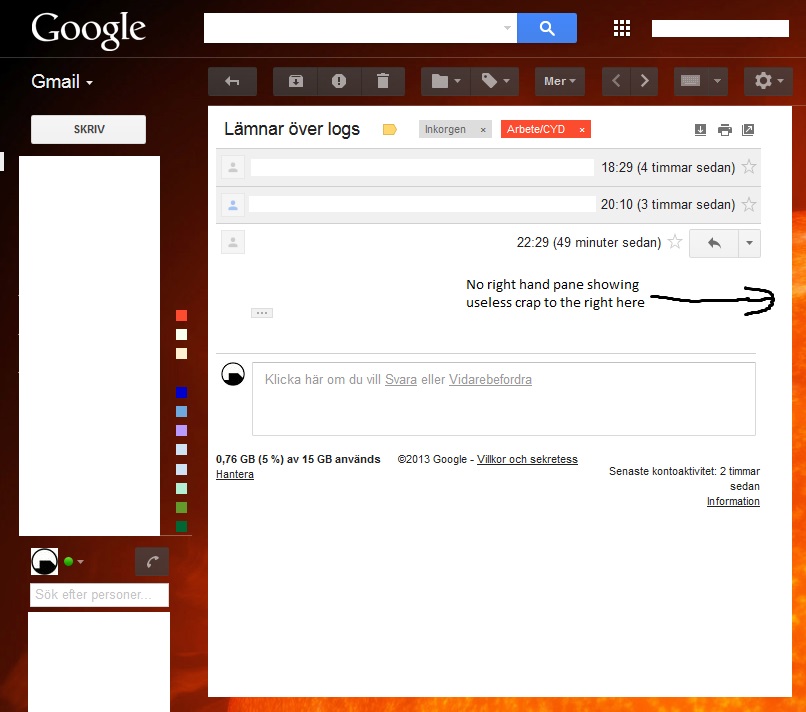 Google
Gmail
Mer
SKRIV
Lämnar över logs
Inkorgen ×
Arbete/CYD ×
18:29 (4 timmar sedan)
20:10 (3 timmar sedan)
22:29 (49 minuter sedan)
No right hand pane showing
useless crap to the right here
Klicka här om du vill Svara eller Vidarebefordra
0,76 GB (5 %) av 15 GB används
Hantera
©2013 Google - Villkor och sekretess
Senaste kontoaktivitet: 2 timmar
sedan
Information
Sök efter personer...